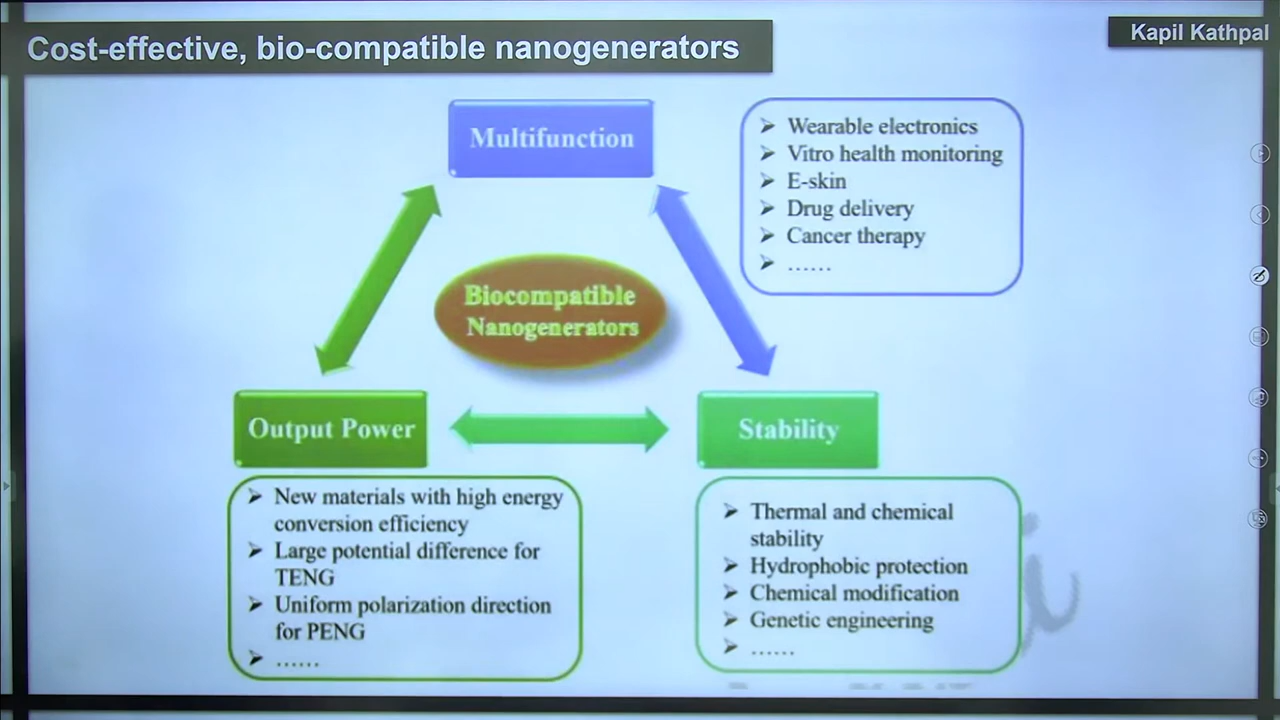 Cost-effective, bio-compatible nanogenerators
Kapil Kathpal
Multifunction
➢ Wearable electronics
➢ Vitro health monitoring
➢ E-skin
➢ Drug delivery
➢ Cancer therapy
➢ ......
Biocompatible
Nanogenerators
Output Power
Stability
➢ New materials with high energy
conversion efficiency
➢ Large potential difference for
TENG
➢ Uniform polarization direction
for PENG
➢ ......
➢ Thermal and chemical
stability
➢ Hydrophobic protection
➢ Chemical modification
➢ Genetic engineering
➢ ......